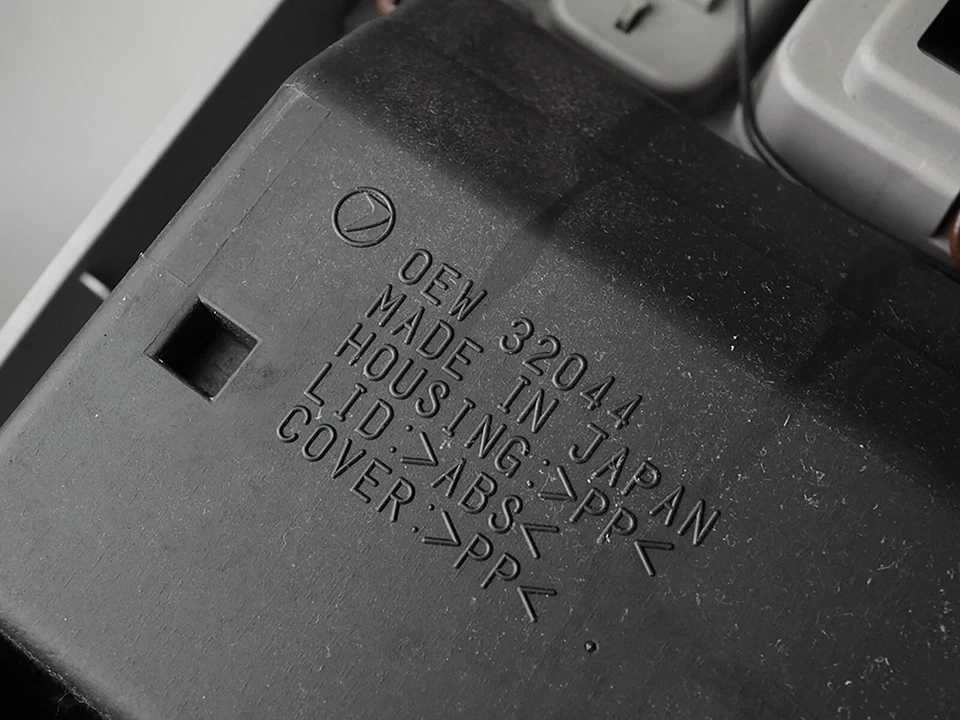 OEW 32044
MADE IN JAPAN
HOUSING:>PP<
LID:>ABS<
COVER:>PP<